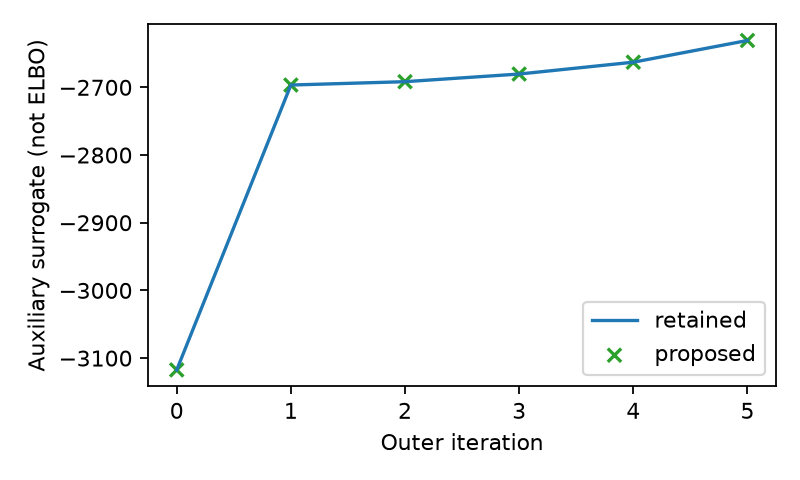 Auxiliary surrogate (not ELBO)
−2700
−2800
−2900
−3000
−3100
retained
proposed
0 1 2 3 4 5
Outer iteration